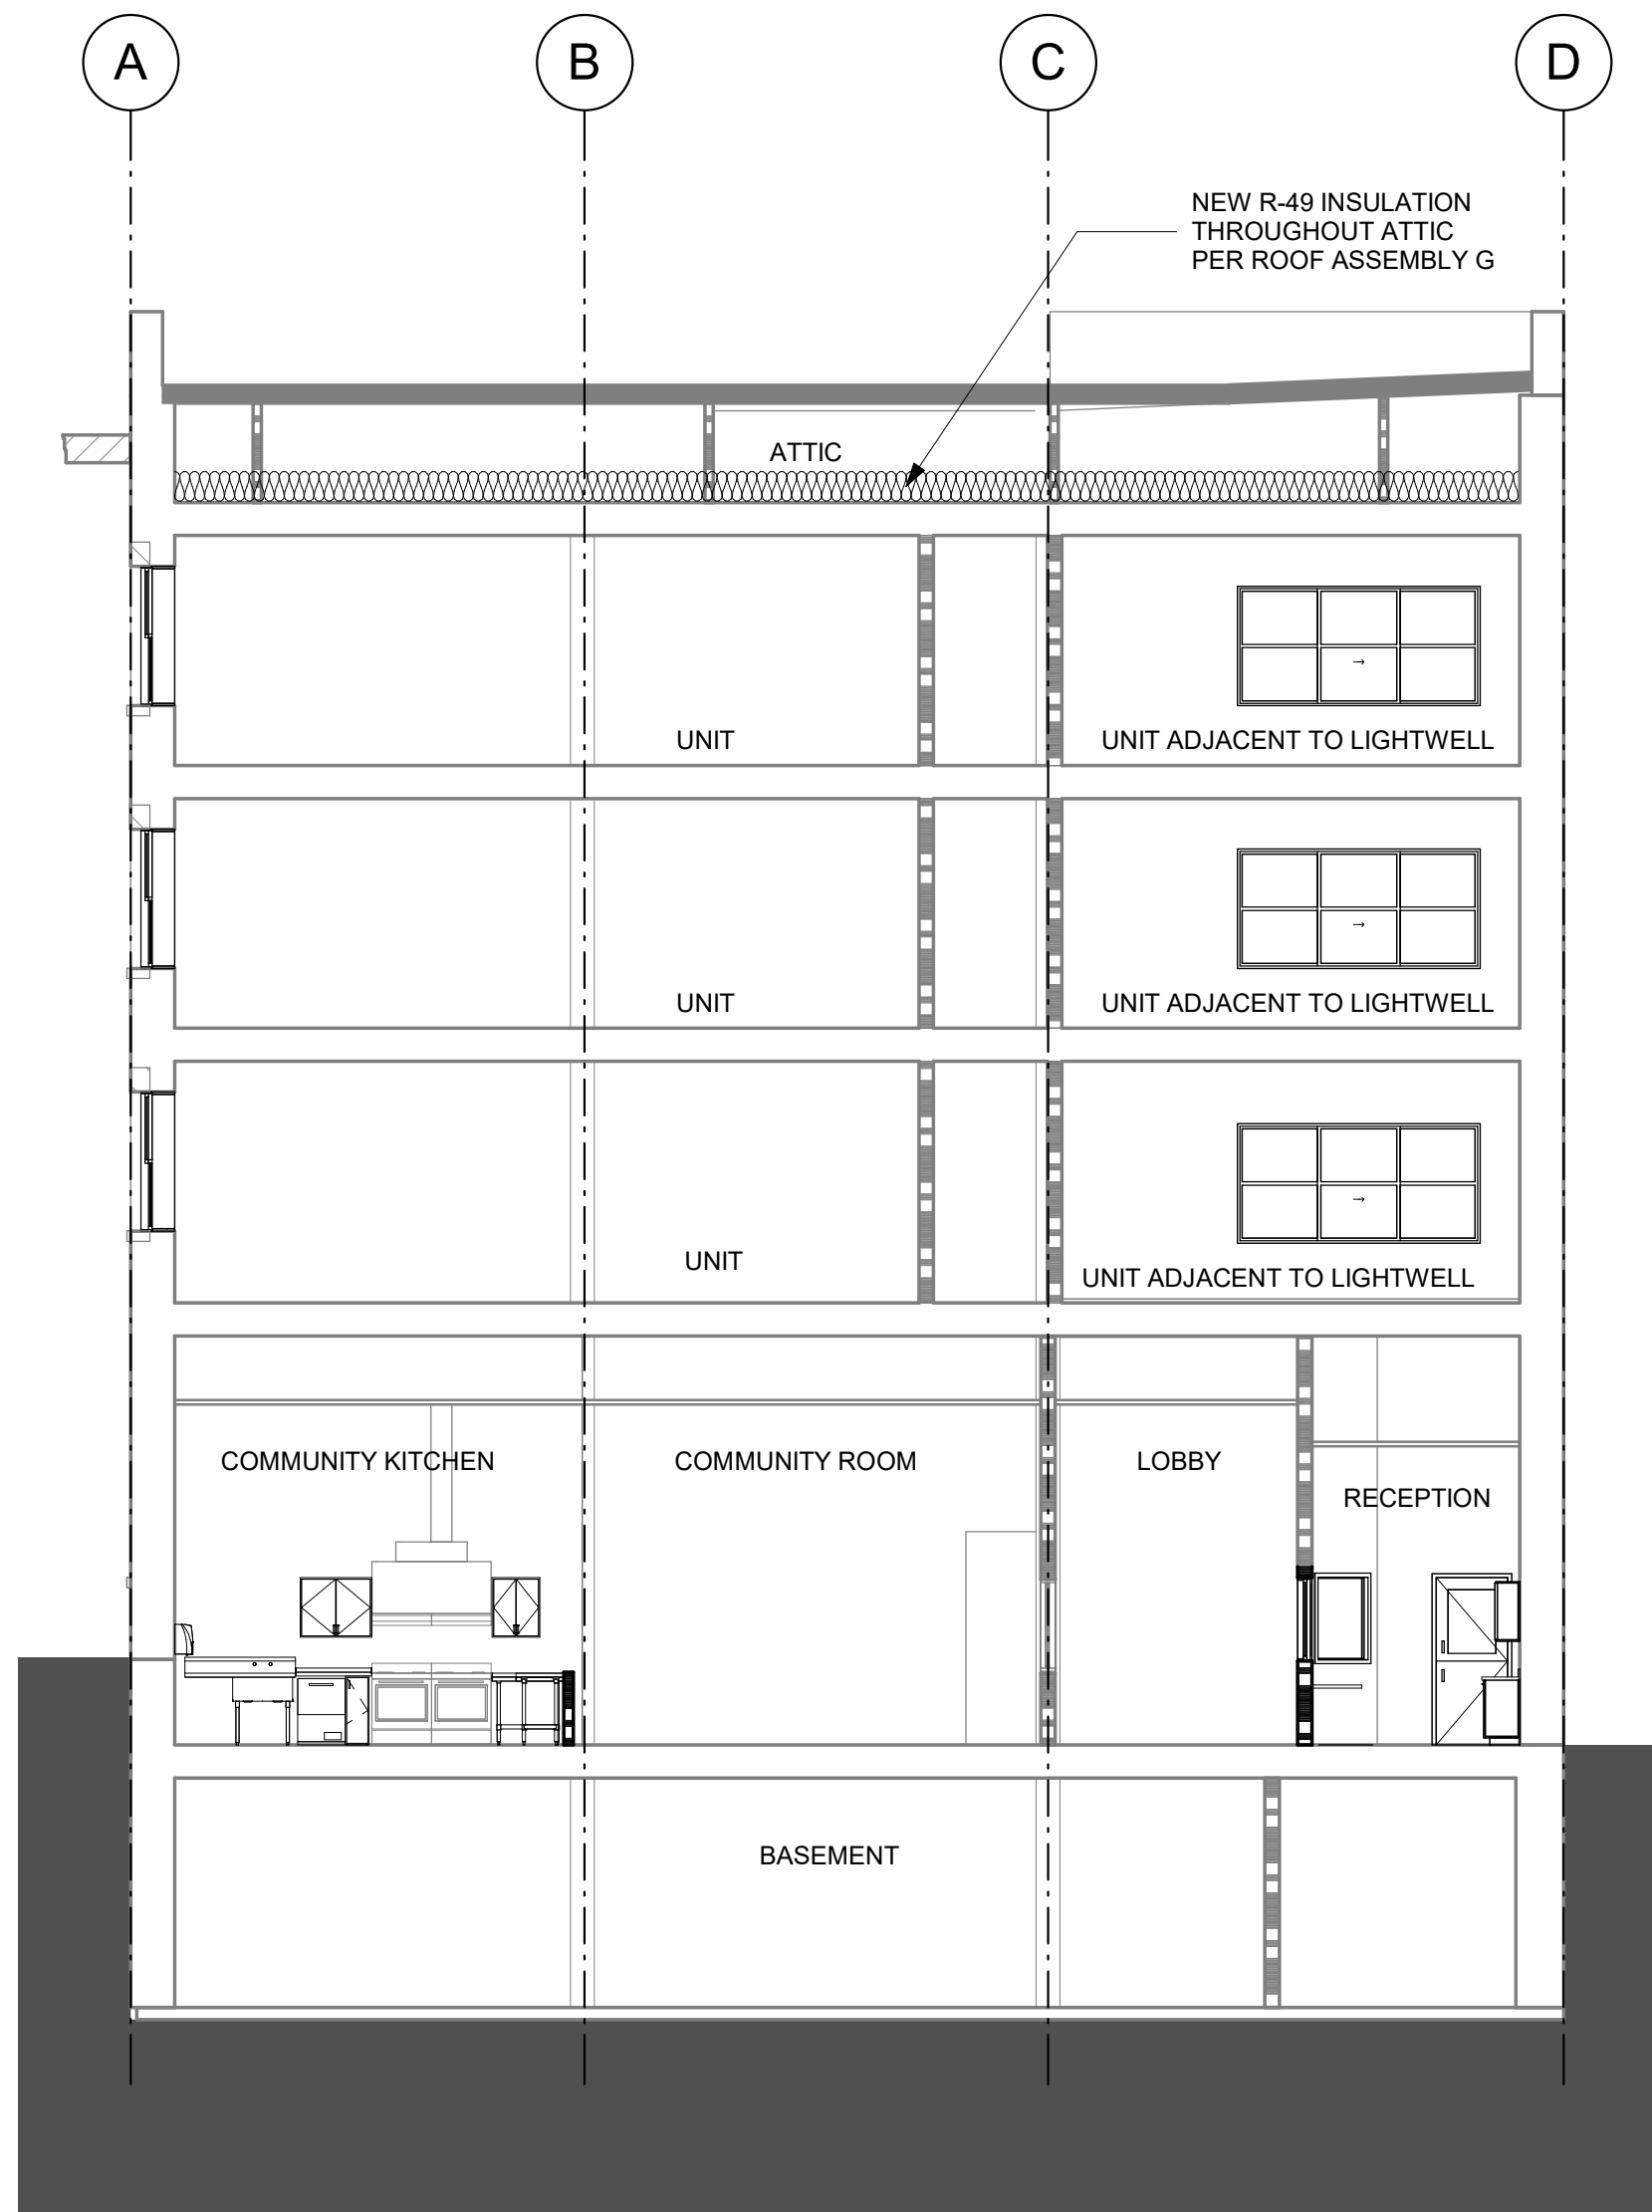 A
B
C
D
NEW R-49 INSULATION
THROUGHOUT ATTIC
PER ROOF ASSEMBLY G
ATTIC
UNIT
UNIT ADJACENT TO LIGHTWELL
UNIT
UNIT ADJACENT TO LIGHTWELL
UNIT
UNIT ADJACENT TO LIGHTWELL
COMMUNITY KITCHEN
COMMUNITY ROOM
LOBBY
RECEPTION
BASEMENT